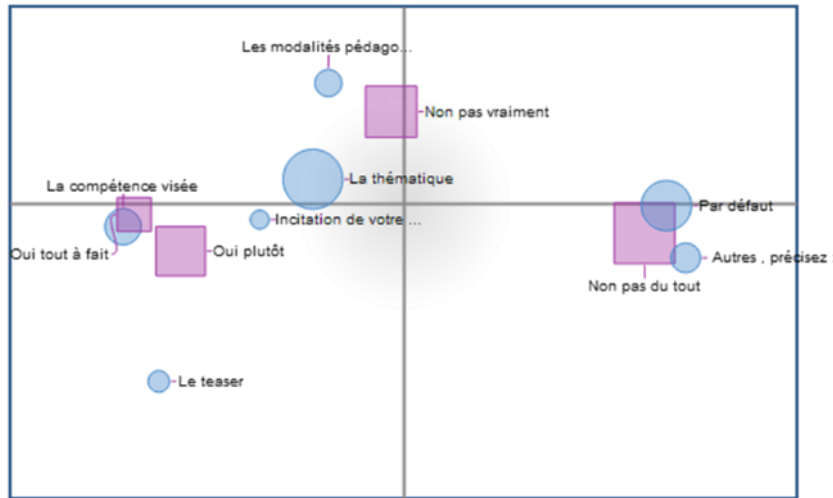 Les modalités pédago...
Non pas vraiment
La thématique
La compétence visée
Par défaut
Incitation de votre ...
Oui tout à fait
Oui plutôt
Autres , précisez :
Non pas du tout
Le teaser